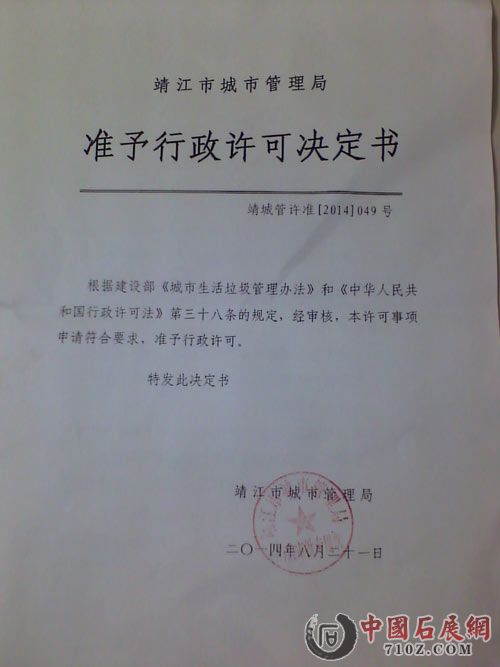 靖江市城市管理局
准予行政许可决定书
靖城管许准[2014]049号
根据建设部《城市生活垃圾管理办法》和《中华人民共
和国行政许可法》第三十八条的规定，经审核，本许可事项
申请符合要求，准予行政许可。
特发此决定书
靖江市城市管理局
二〇一四年八月二十一日
中國石展網
710Z.COM